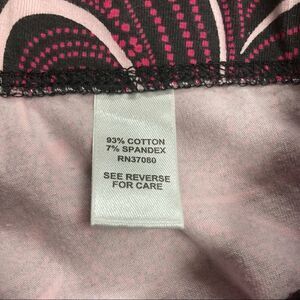 93% COTTON
7% SPANDEX
RN37080
SEE REVERSE
FOR CARE